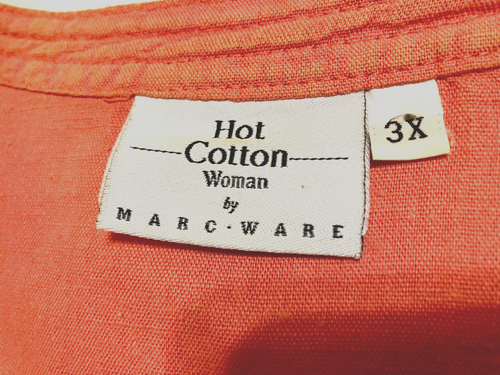 Hot
Cotton
Woman
by
MARC·WARE
3X